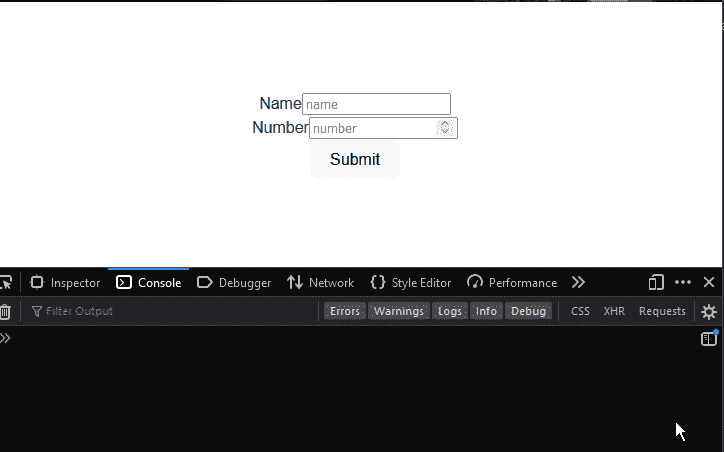 Name name
Number number
Submit
Inspector Console Debugger Network Style Editor Performance
Filter Output Errors Warnings Logs Info Debug CSS XHR Requests